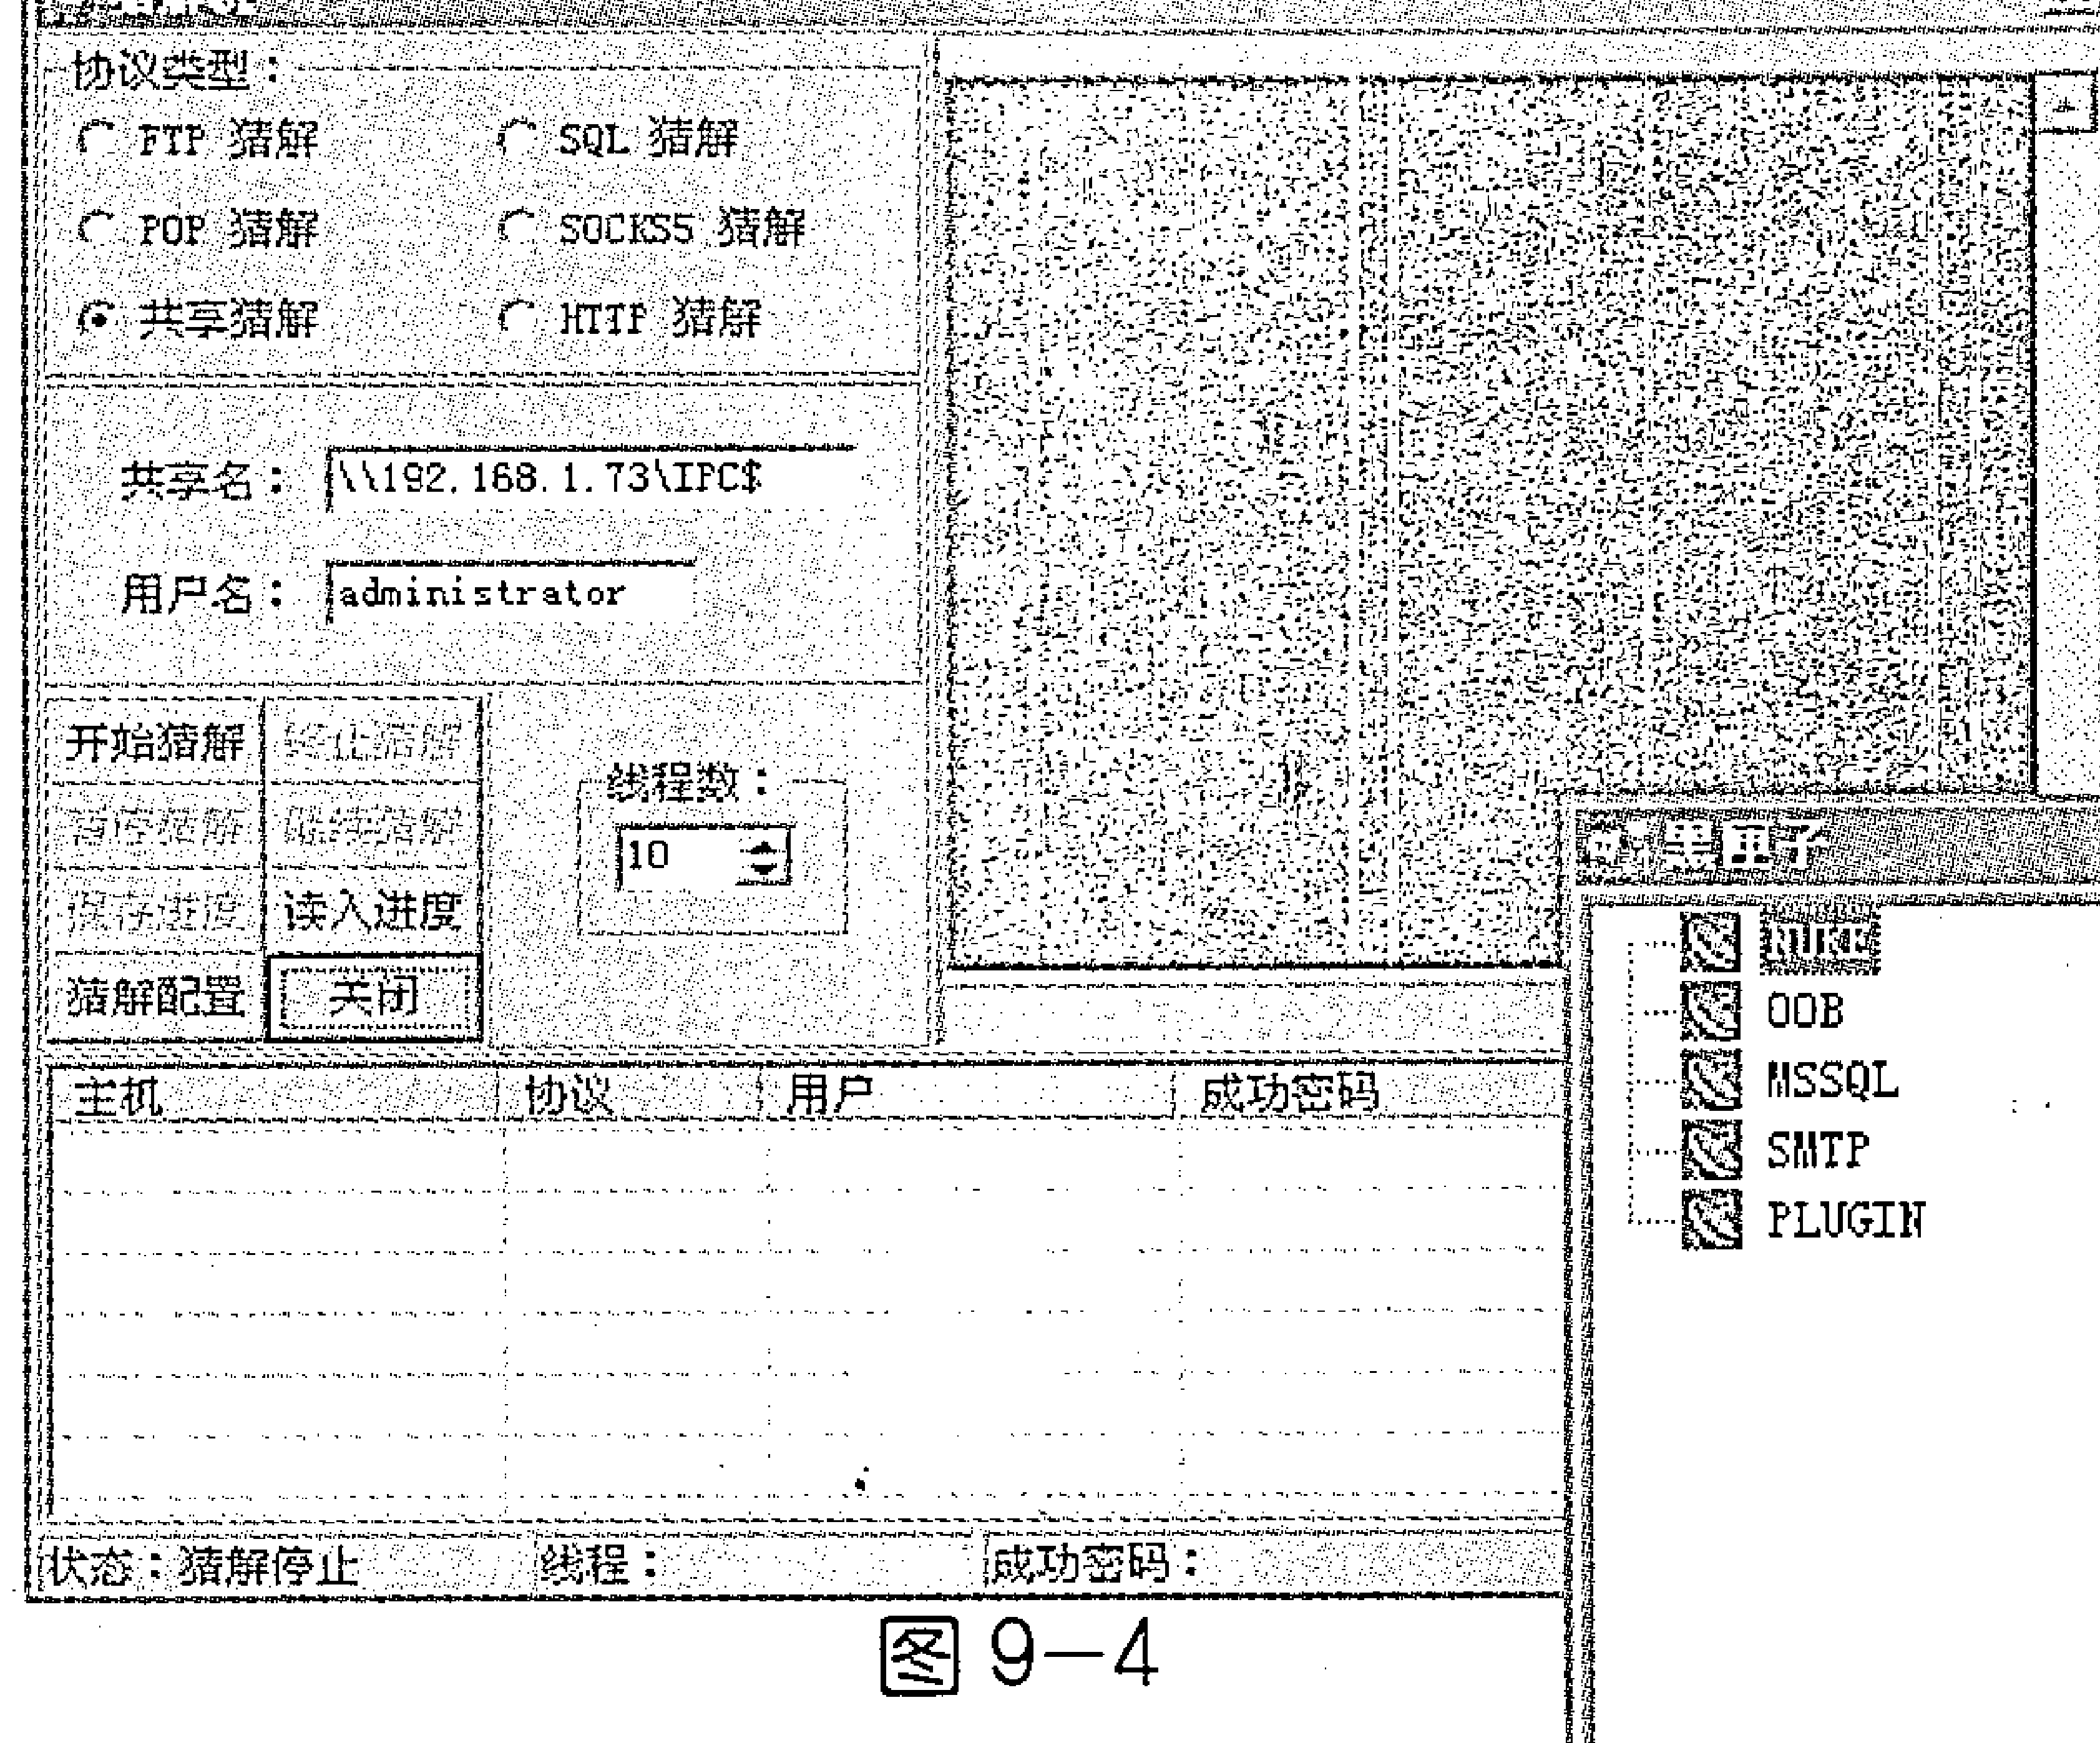 协议类型：
FTP 猜解
SQL 猜解
POP 猜解
SOCKS5 猜解
共享猜解
HTTP 猜解
共享名： \\192.168.1.73\IPC$
用户名： administrator
开始猜解
线程数：
10
读入进度
猜解配置
关闭
主机 协议 用户 成功密码
状态：猜解停止 线程： 成功密码：
图 9-4
OOB
MSSQL
SMTP
PLUGIN